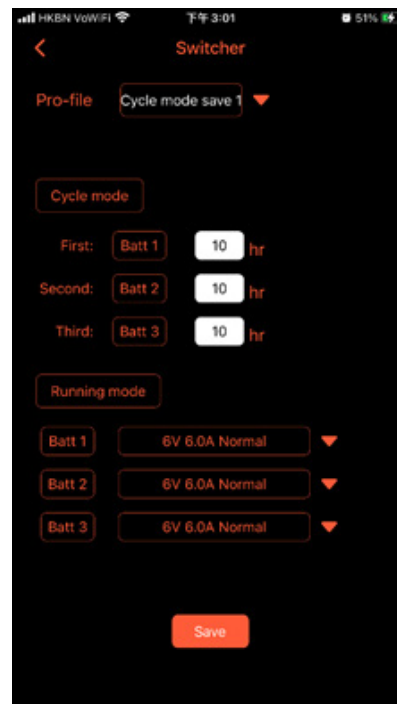 HKBN VoWiFi 下午3:01 51%
Switcher
Pro-file Cycle mode save 1
Cycle mode
First: Batt 1 10 hr
Second: Batt 2 10 hr
Third: Batt 3 10 hr
Running mode
Batt 1 6V 6.0A Normal
Batt 2 6V 6.0A Normal
Batt 3 6V 6.0A Normal
Save